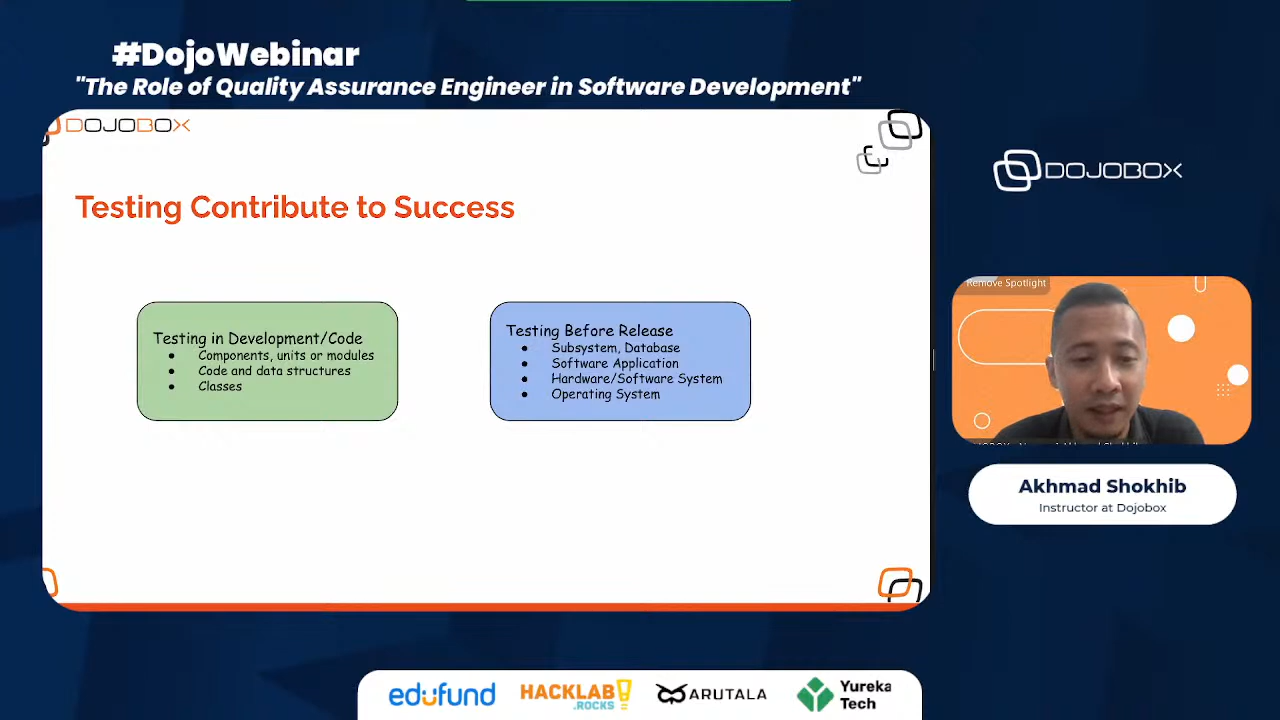 #DojoWebinar
"The Role of Quality Assurance Engineer in Software Development"
DOJOBOX
Testing Contribute to Success
Testing in Development/Code
● Components, units or modules
● Code and data structures
● Classes
Testing Before Release
● Subsystem, Database
● Software Application
● Hardware/Software System
● Operating System
DOJOBOX
Remove Spotlight
Akhmad Shokhib
Instructor at Dojobox
edufund
HACKLAB!
.ROCKS
ARUTALA
Yureka
Tech